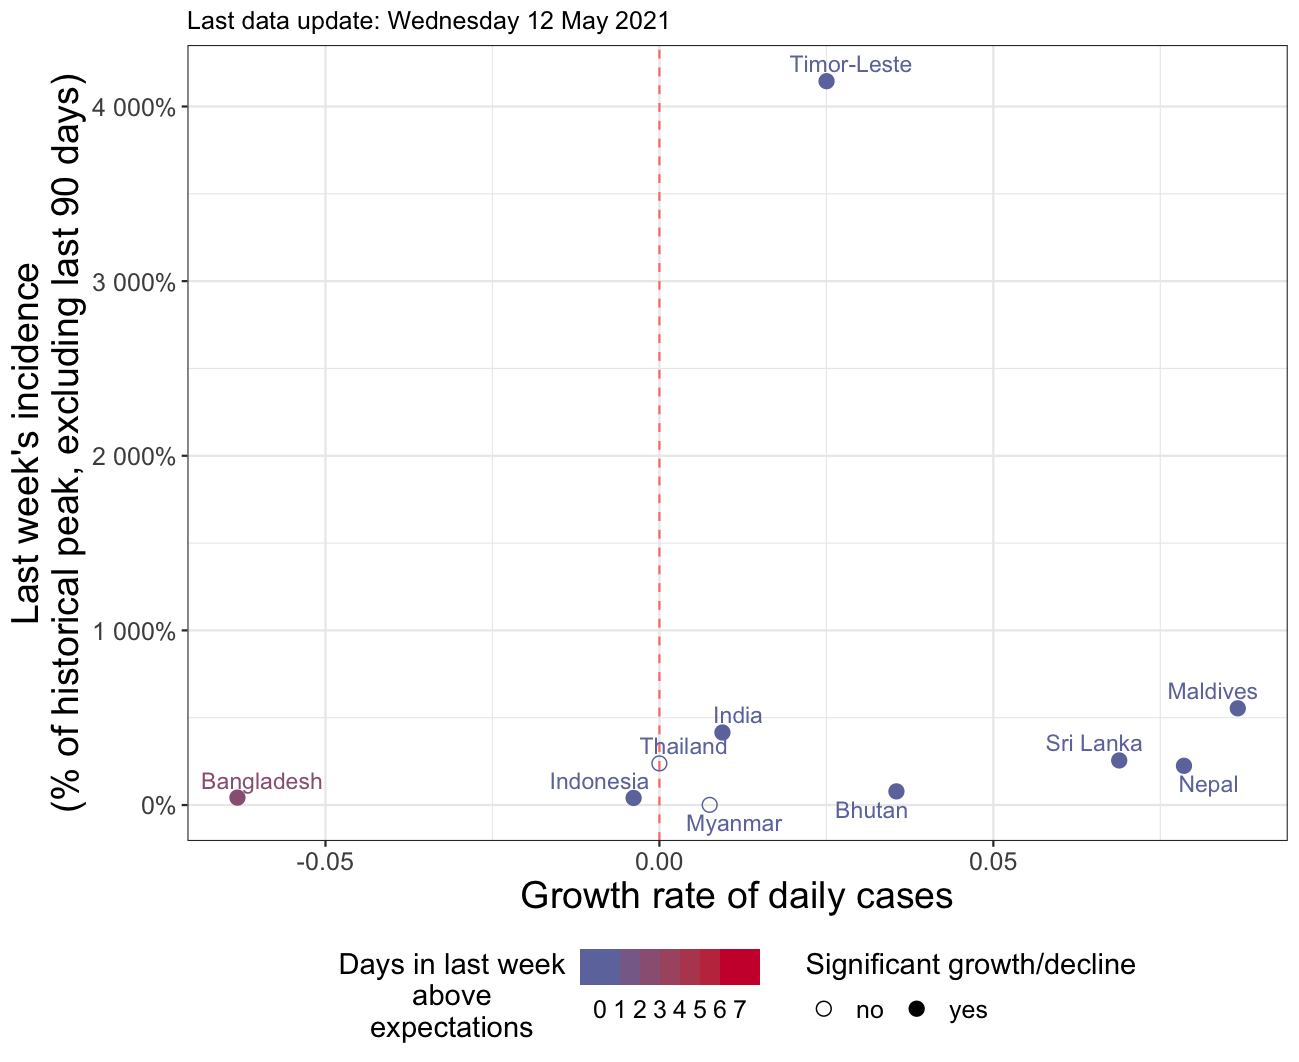 Last data update: Wednesday 12 May 2021
Last week's incidence
(% of historical peak, excluding last 90 days)
4 000%
3 000%
2 000%
1 000%
0%
Timor-Leste
Maldives
India
Thailand
Sri Lanka
Bangladesh
Indonesia
Nepal
Bhutan
Myanmar
-0.05
0.00
0.05
Growth rate of daily cases
Days in last week
above
expectations
0 1 2 3 4 5 6 7
Significant growth/decline
no
yes